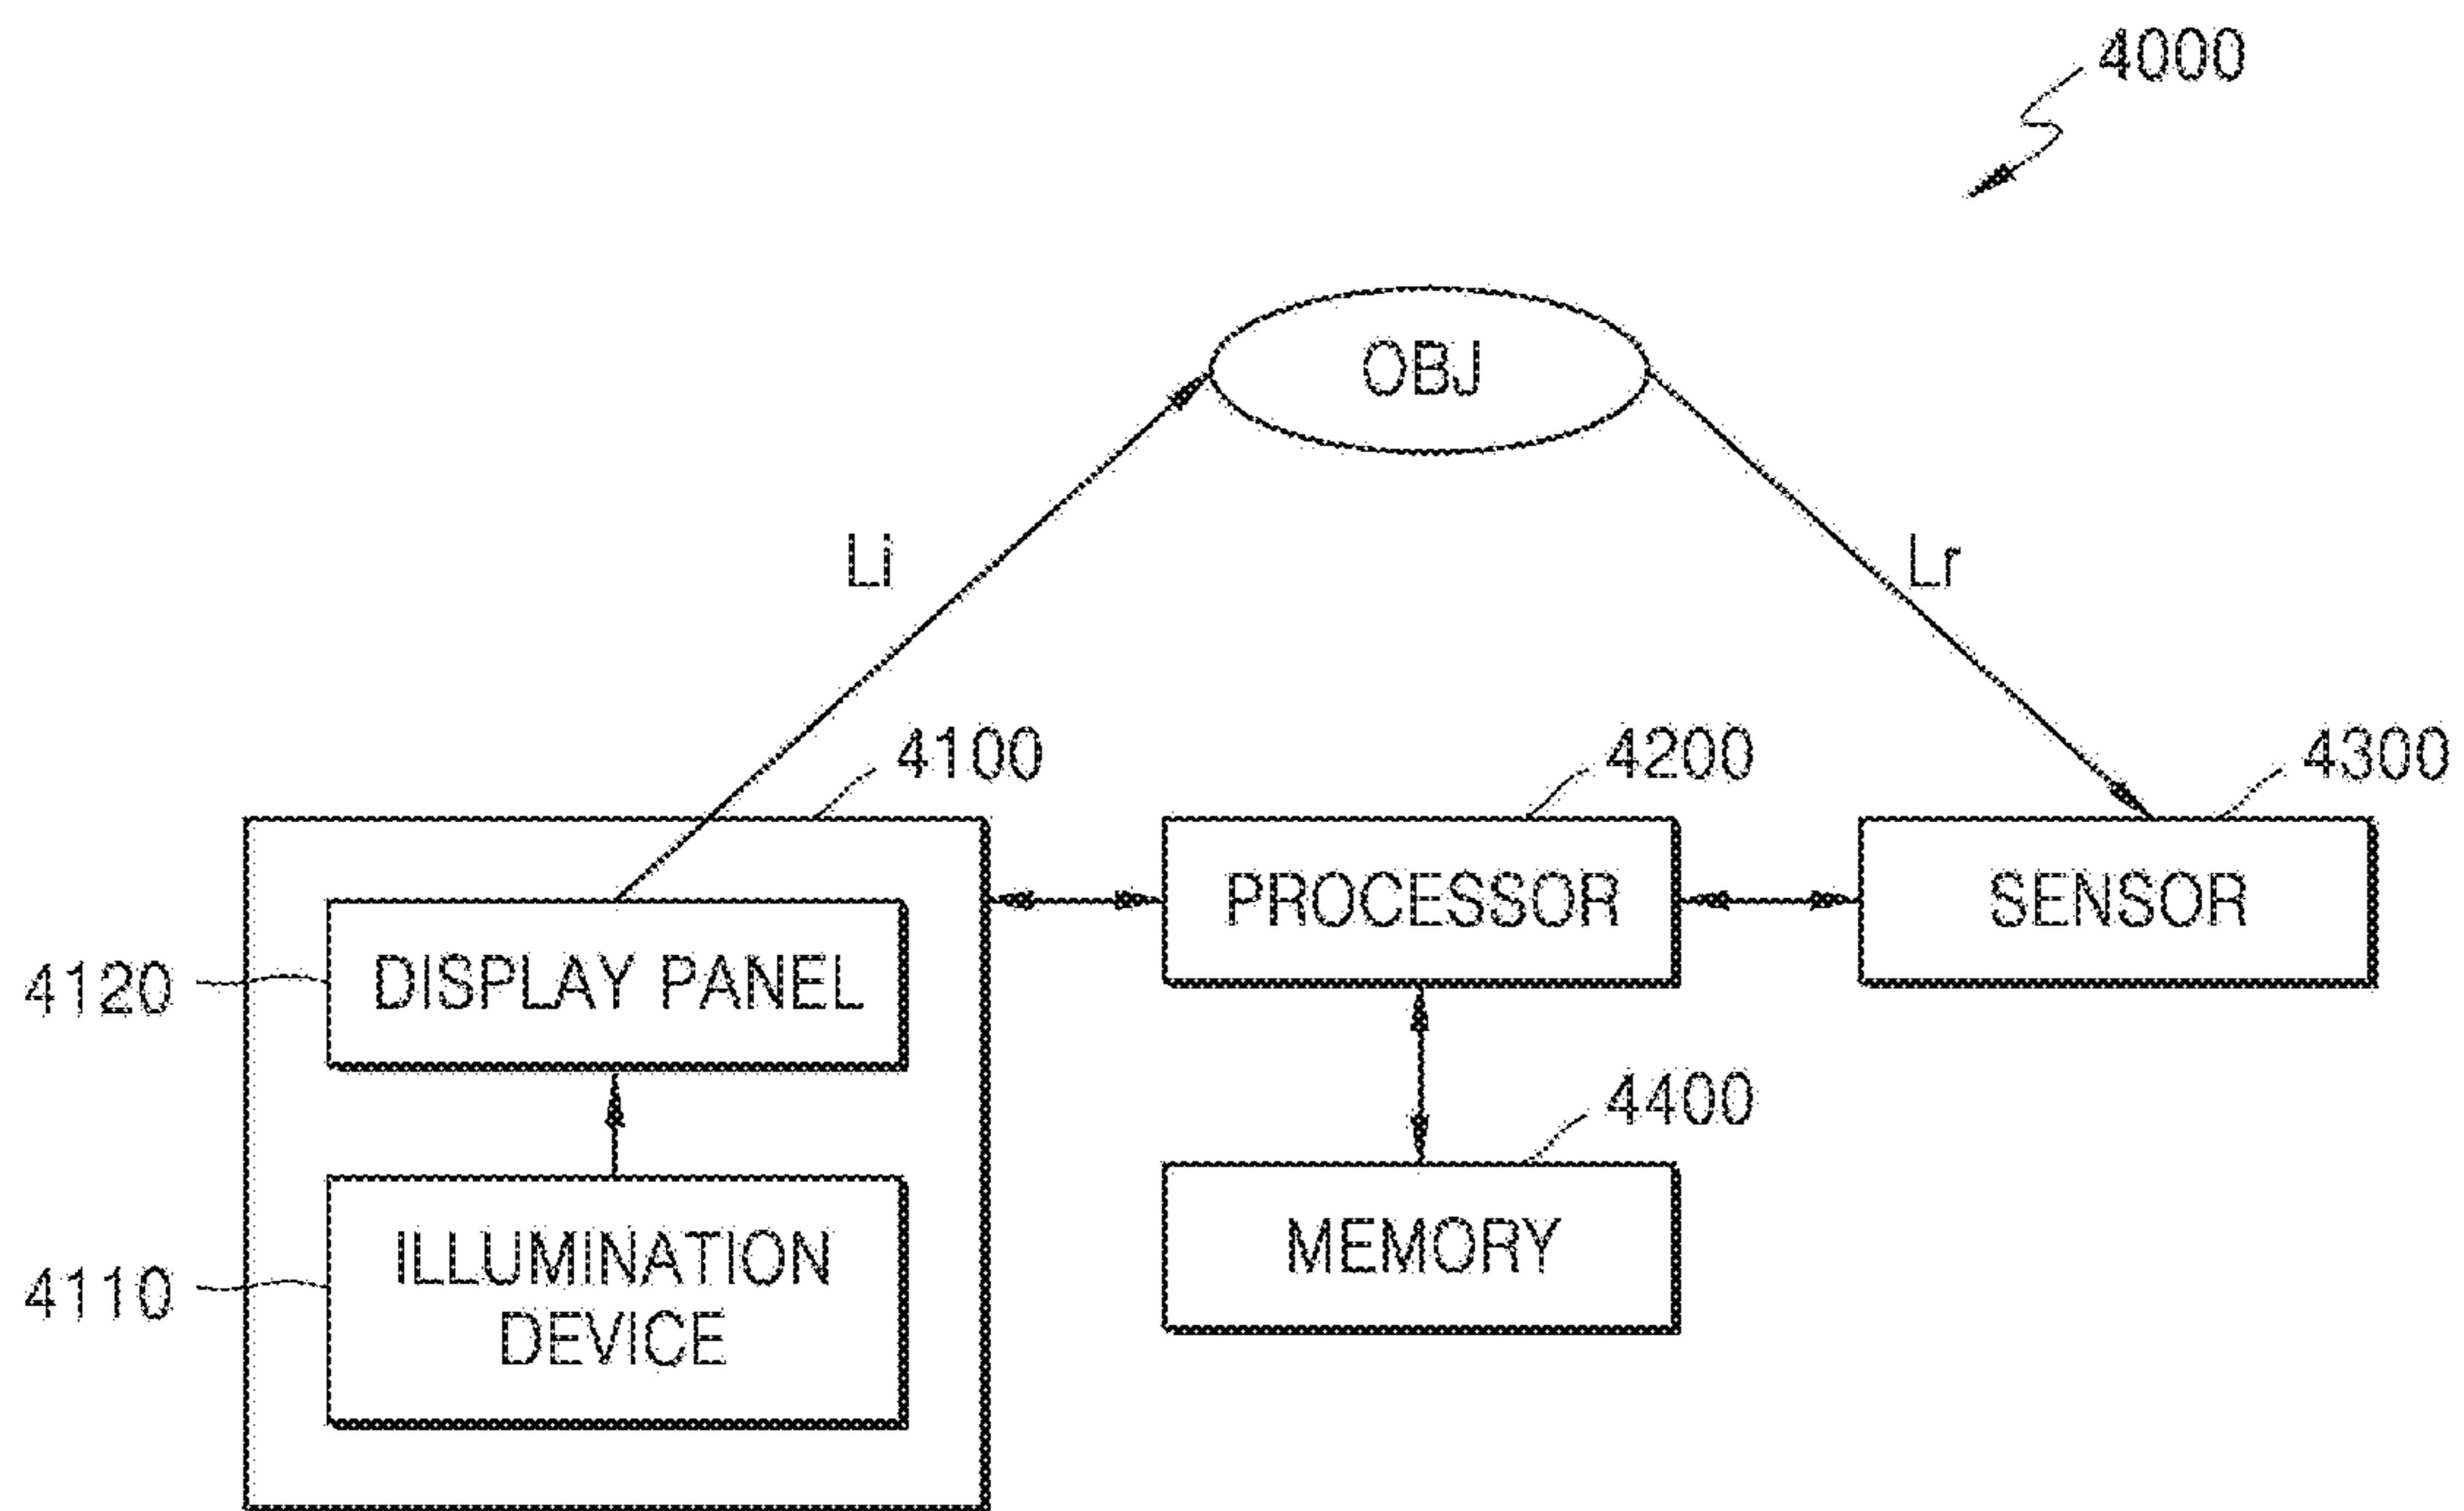 4000
OBJ
Li
Lr
4100
4200
4300
PROCESSOR
SENSOR
4120
DISPLAY PANEL
4400
4110
ILLUMINATION
DEVICE
MEMORY